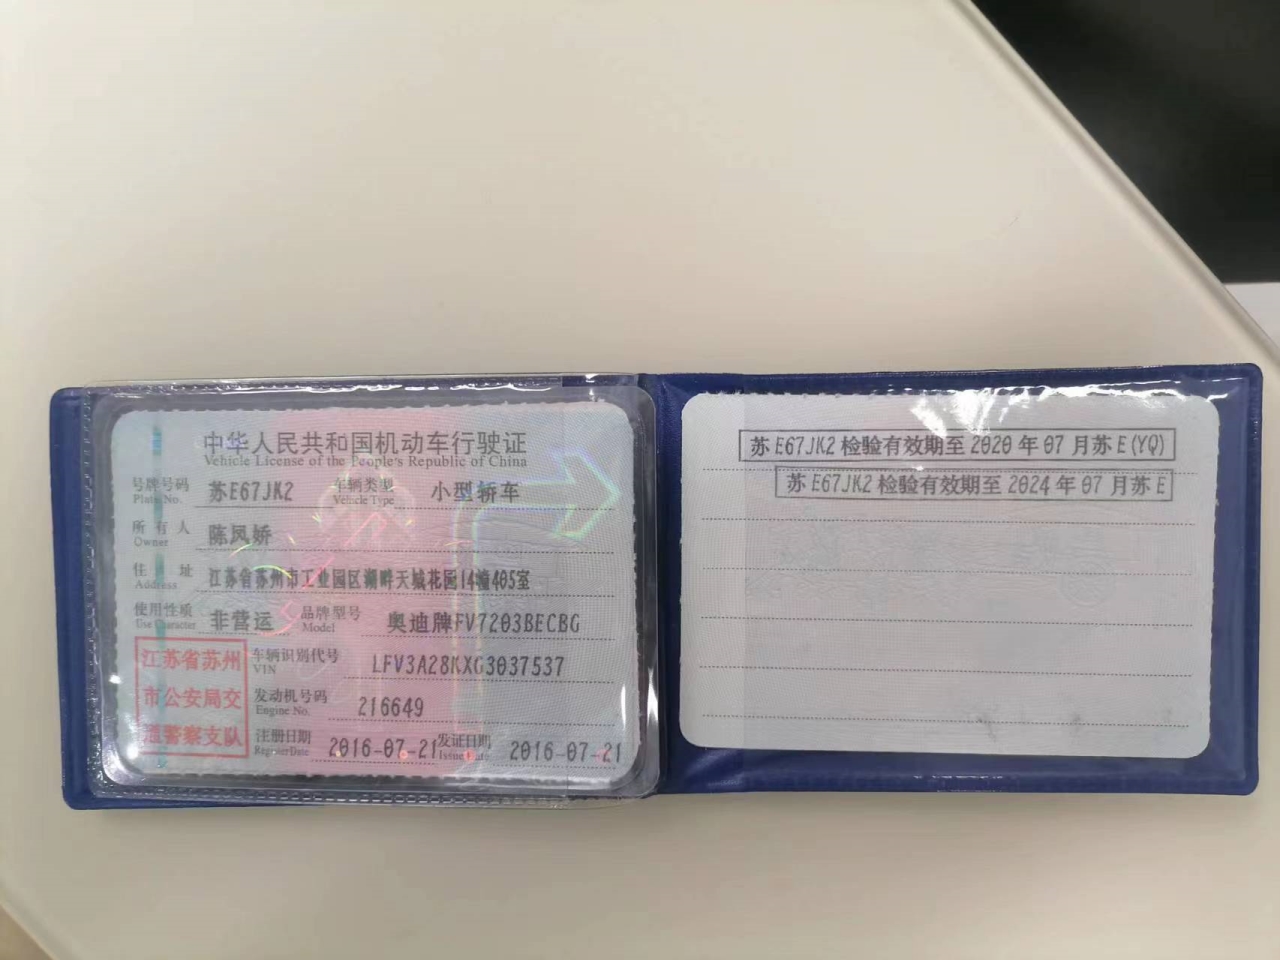 中华人民共和国机动车行驶证
Vehicle License of the People's Republic of China
号牌号码 苏E67JK2 车辆类型 小型轿车
Plate No. Vehicle Type
所有人 陈凤娇
Owner
住址 江苏省苏州市工业园区湖畔天城花园14幢405室
Address
使用性质 非营运 品牌型号 奥迪牌FV7203BECBG
Use Character Model
江苏省苏州
市公安局交
通警察支队
车辆识别代号 LFV3A28KXG3037537
VIN
发动机号码 216649
Engine No.
注册日期 2016-07-21 发证日期 2016-07-21
Register Date Issue Date
苏E67JK2检验有效期至2020年07月苏E(YQ)
苏E67JK2检验有效期至2024年07月苏E